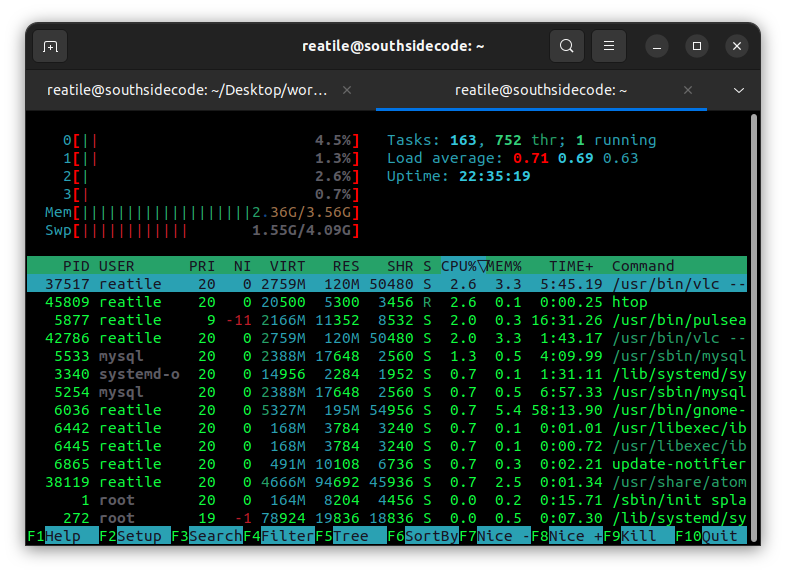 reatile@southsidecode: ~
reatile@southsidecode: ~/Desktop/wor... × reatile@southsidecode: ~ ×
0[|| 4.5%] Tasks: 163, 752 thr; 1 running
1[|| 1.3%] Load average: 0.71 0.69 0.63
2[| 2.6%] Uptime: 22:35:19
3[| 0.7%]
Mem[|||||||||||||||||||2.36G/3.56G]
Swp[|||||||||||| 1.55G/4.09G]
PID USER PRI NI VIRT RES SHR S CPU%▽MEM% TIME+ Command
37517 reatile 20 0 2759M 120M 50480 S 2.6 3.3 5:45.19 /usr/bin/vlc --
45809 reatile 20 0 20500 5300 3456 R 2.6 0.1 0:00.25 htop
5877 reatile 9 -11 2166M 11352 8532 S 2.0 0.3 16:31.26 /usr/bin/pulsea
42786 reatile 20 0 2759M 120M 50480 S 2.0 3.3 1:43.17 /usr/bin/vlc --
5533 mysql 20 0 2388M 17648 2560 S 1.3 0.5 4:09.99 /usr/sbin/mysql
3340 systemd-o 20 0 14956 2284 1952 S 0.7 0.1 1:31.11 /lib/systemd/sy
5254 mysql 20 0 2388M 17648 2560 S 0.7 0.5 6:57.33 /usr/sbin/mysql
6036 reatile 20 0 5327M 195M 54956 S 0.7 5.4 58:13.90 /usr/bin/gnome-
6442 reatile 20 0 168M 3784 3240 S 0.7 0.1 0:01.01 /usr/libexec/ib
6445 reatile 20 0 168M 3784 3240 S 0.7 0.1 0:00.72 /usr/libexec/ib
6865 reatile 20 0 491M 10108 6736 S 0.7 0.3 0:02.21 update-notifier
38119 reatile 20 0 4666M 94692 45936 S 0.7 2.5 0:01.34 /usr/share/atom
1 root 20 0 164M 8204 4456 S 0.0 0.2 0:15.71 /sbin/init spla
272 root 19 -1 78924 19836 18836 S 0.0 0.5 0:07.30 /lib/systemd/sy
F1Help F2Setup F3SearchF4FilterF5Tree F6SortByF7Nice -F8Nice +F9Kill F10Quit